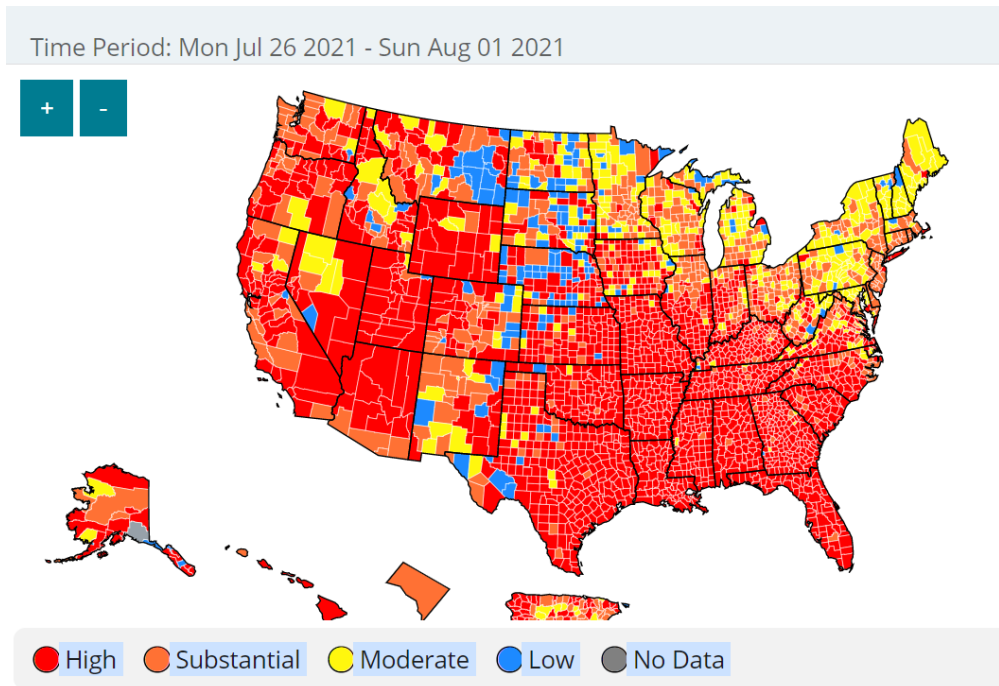 Time Period: Mon Jul 26 2021 - Sun Aug 01 2021
+ -
High Substantial Moderate Low No Data